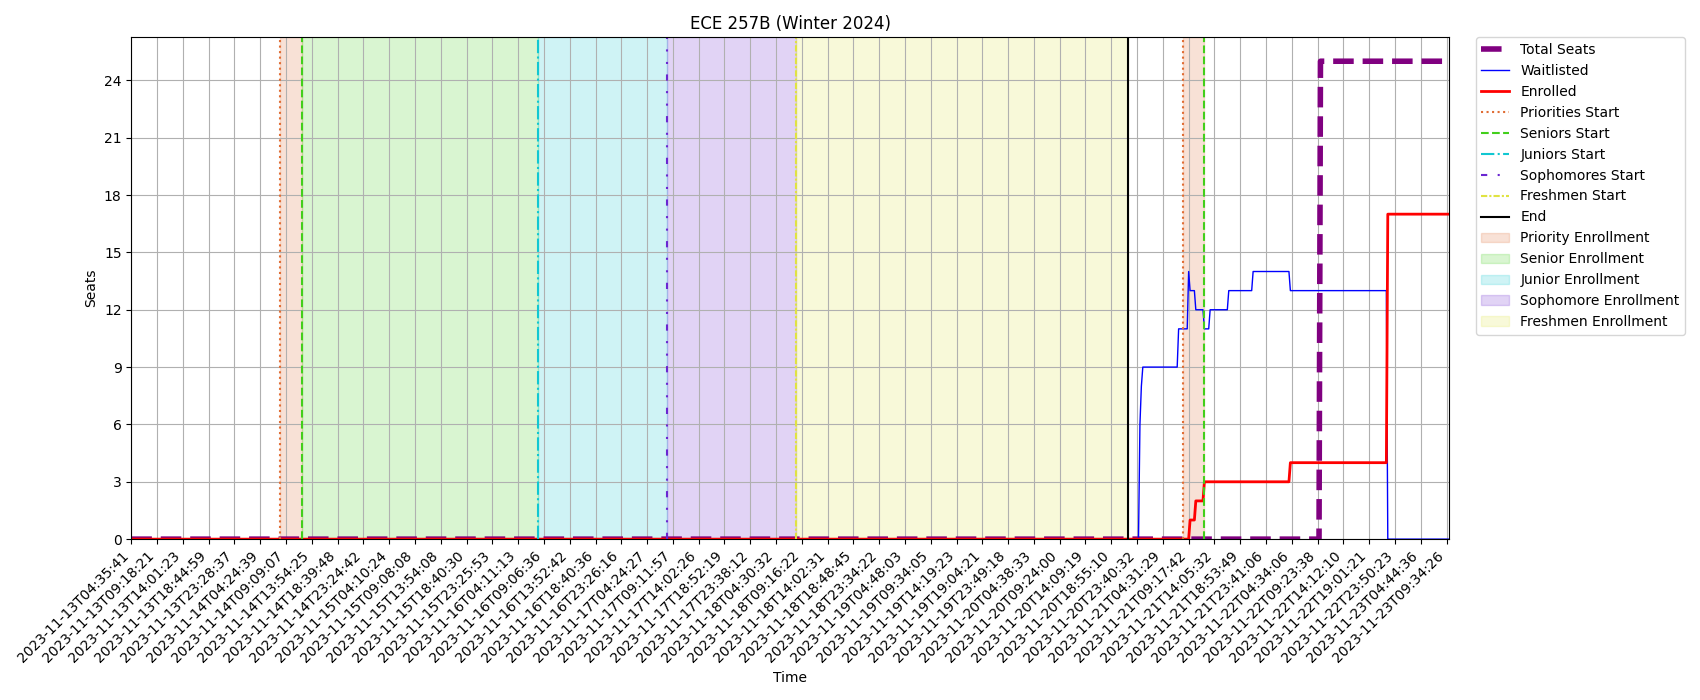 ECE 257B (Winter 2024)
Total Seats
Waitlisted
Enrolled
Priorities Start
Seniors Start
Juniors Start
Sophomores Start
Freshmen Start
End
Priority Enrollment
Senior Enrollment
Junior Enrollment
Sophomore Enrollment
Freshmen Enrollment
Seats
24
21
18
15
12
9
6
3
0
2023-11-13T04:35:41
2023-11-13T09:18:21
2023-11-13T14:01:23
2023-11-13T18:44:59
2023-11-13T23:28:37
2023-11-14T04:24:39
2023-11-14T09:09:07
2023-11-14T13:54:25
2023-11-14T18:39:48
2023-11-14T23:24:42
2023-11-15T04:10:24
2023-11-15T09:08:08
2023-11-15T13:54:08
2023-11-15T18:40:30
2023-11-15T23:25:53
2023-11-16T04:11:13
2023-11-16T09:06:36
2023-11-16T13:52:42
2023-11-16T18:40:36
2023-11-16T23:26:16
2023-11-17T04:24:27
2023-11-17T09:11:57
2023-11-17T14:02:26
2023-11-17T18:52:19
2023-11-17T23:38:12
2023-11-18T04:30:32
2023-11-18T09:16:22
2023-11-18T14:02:31
2023-11-18T18:48:45
2023-11-18T23:34:22
2023-11-19T04:48:03
2023-11-19T09:34:05
2023-11-19T14:19:23
2023-11-19T19:04:21
2023-11-19T23:49:18
2023-11-20T04:38:33
2023-11-20T09:24:00
2023-11-20T14:09:19
2023-11-20T18:55:10
2023-11-20T23:40:32
2023-11-21T04:31:29
2023-11-21T09:17:42
2023-11-21T14:05:32
2023-11-21T18:53:49
2023-11-21T23:41:06
2023-11-22T04:34:06
2023-11-22T09:23:38
2023-11-22T14:12:10
2023-11-22T19:01:21
2023-11-22T23:50:23
2023-11-23T04:44:36
2023-11-23T09:34:26
Time